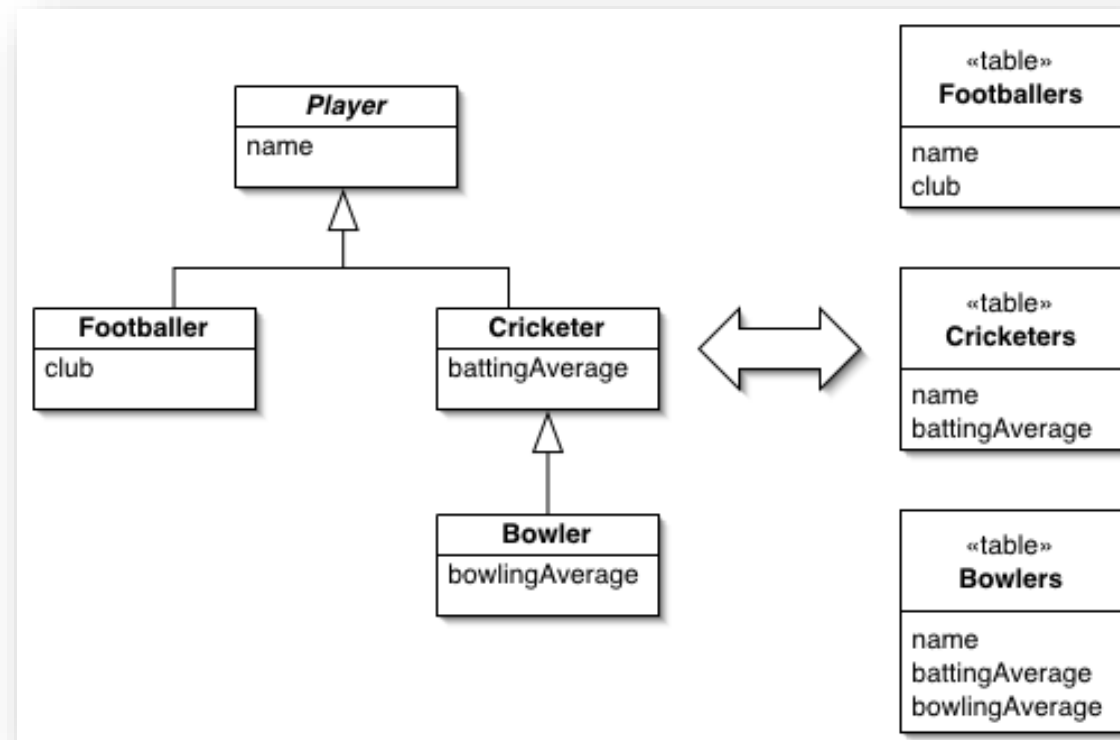 Player
name
Footballer
club
Cricketer
battingAverage
Bowler
bowlingAverage
«table»
Footballers
name
club
«table»
Cricketers
name
battingAverage
«table»
Bowlers
name
battingAverage
bowlingAverage